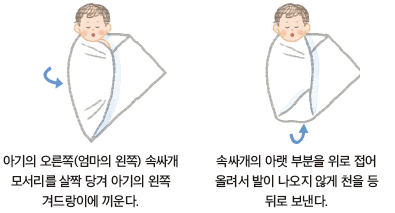 아기의 오른쪽(엄마의 왼쪽) 속싸개
모서리를 살짝 당겨 아기의 왼쪽
겨드랑이에 끼운다.
속싸개의 아랫 부분을 위로 접어
올려서 발이 나오지 않게 천을 등
뒤로 보낸다.